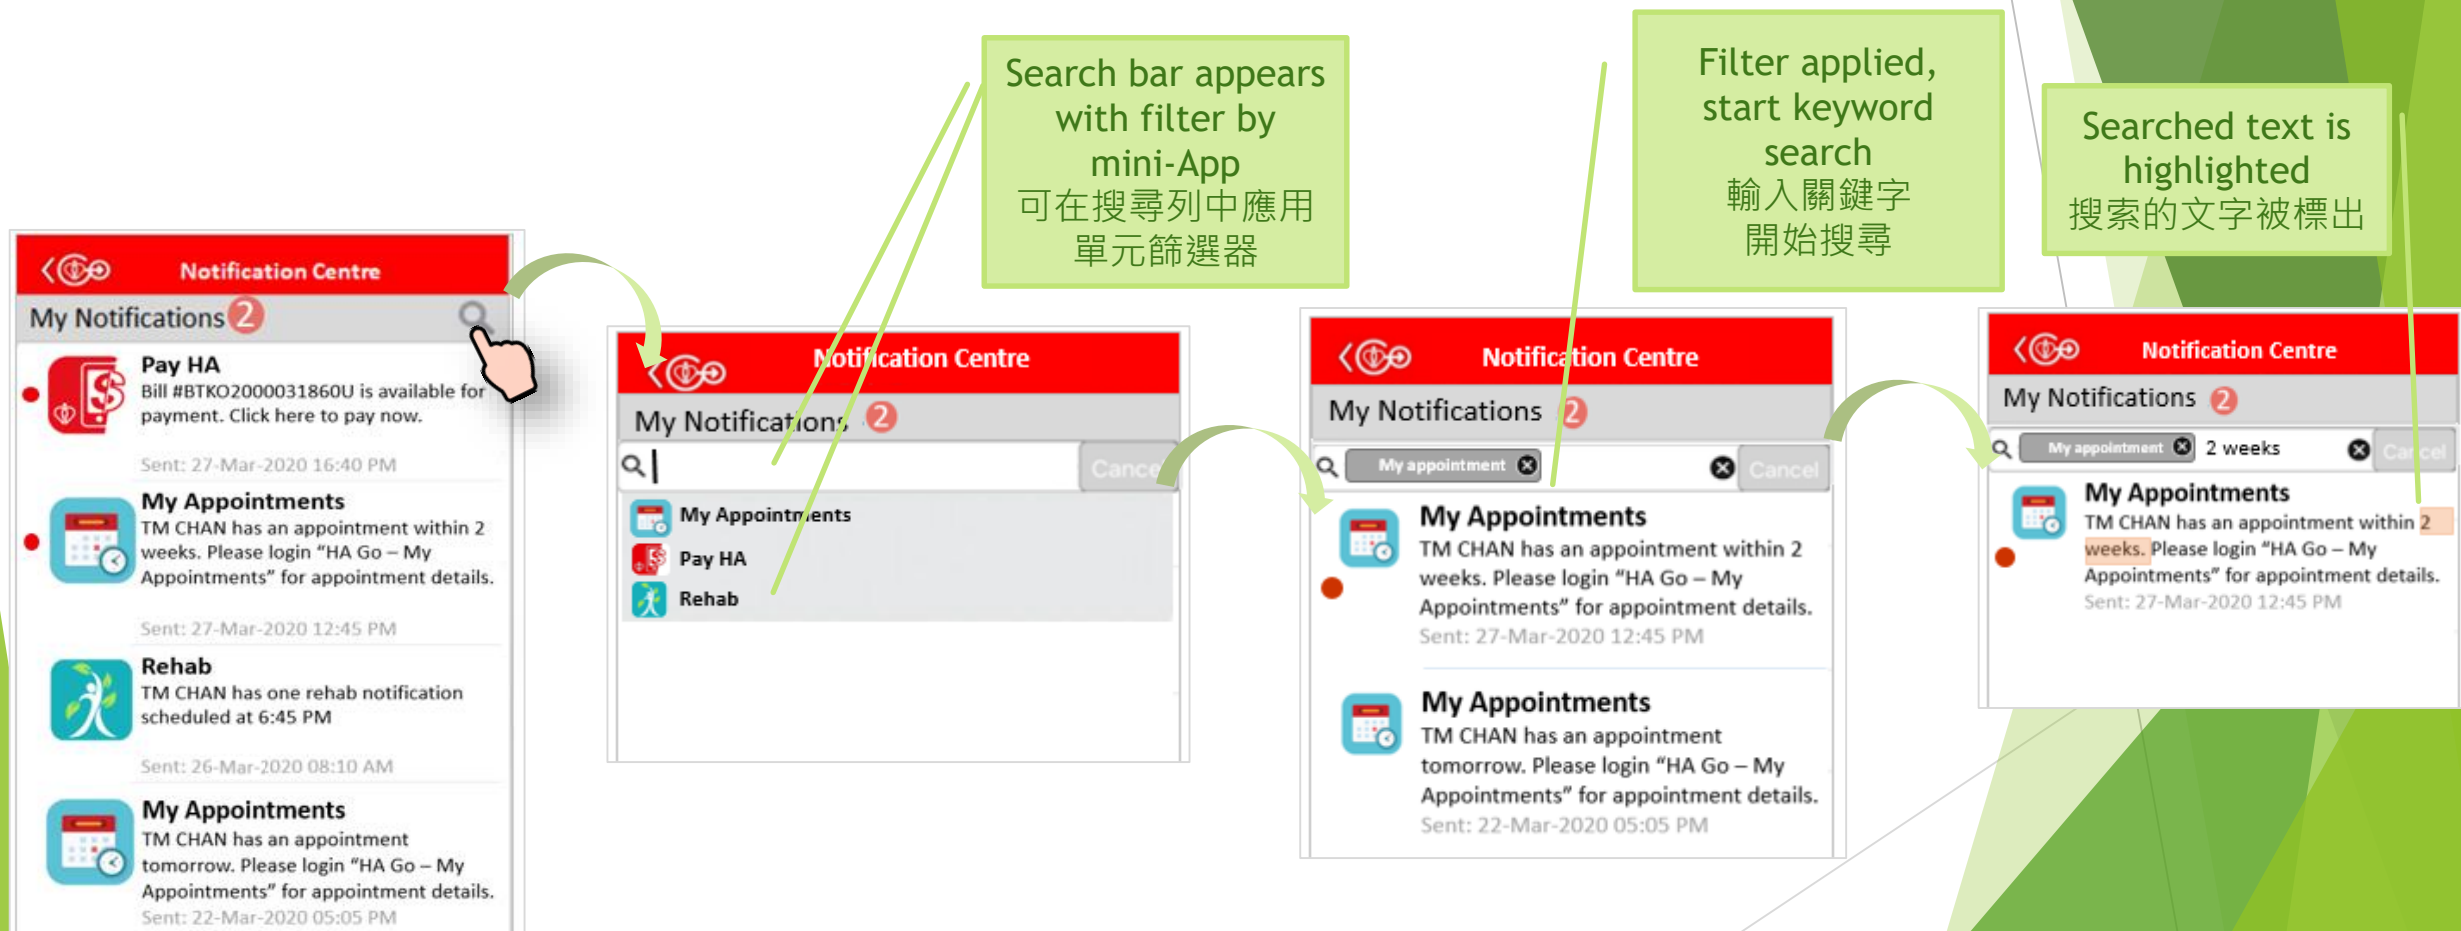 Search bar appears
with filter by
mini-App
可在搜尋列中應用
單元篩選器
Filter applied,
start keyword
search
輸入關鍵字
開始搜尋
Searched text is
highlighted
搜索的文字被標出
Notification Centre
My Notifications 2
Pay HA
Bill #BTKO2000031860U is available for
payment. Click here to pay now.
Sent: 27-Mar-2020 16:40 PM
My Appointments
TM CHAN has an appointment within 2
weeks. Please login “HA Go – My
Appointments” for appointment details.
Sent: 27-Mar-2020 12:45 PM
Rehab
TM CHAN has one rehab notification
scheduled at 6:45 PM
Sent: 26-Mar-2020 08:10 AM
My Appointments
TM CHAN has an appointment
tomorrow. Please login “HA Go – My
Appointments” for appointment details.
Sent: 22-Mar-2020 05:05 PM
Notification Centre
My Notifications 2
Cancel
My Appointments
Pay HA
Rehab
Notification Centre
My Notifications 2
My appointment Cancel
My Appointments
TM CHAN has an appointment within 2
weeks. Please login “HA Go – My
Appointments” for appointment details.
Sent: 27-Mar-2020 12:45 PM
My Appointments
TM CHAN has an appointment
tomorrow. Please login “HA Go – My
Appointments” for appointment details.
Sent: 22-Mar-2020 05:05 PM
Notification Centre
My Notifications 2
My appointment 2 weeks Cancel
My Appointments
TM CHAN has an appointment within 2
weeks. Please login “HA Go – My
Appointments” for appointment details.
Sent: 27-Mar-2020 12:45 PM